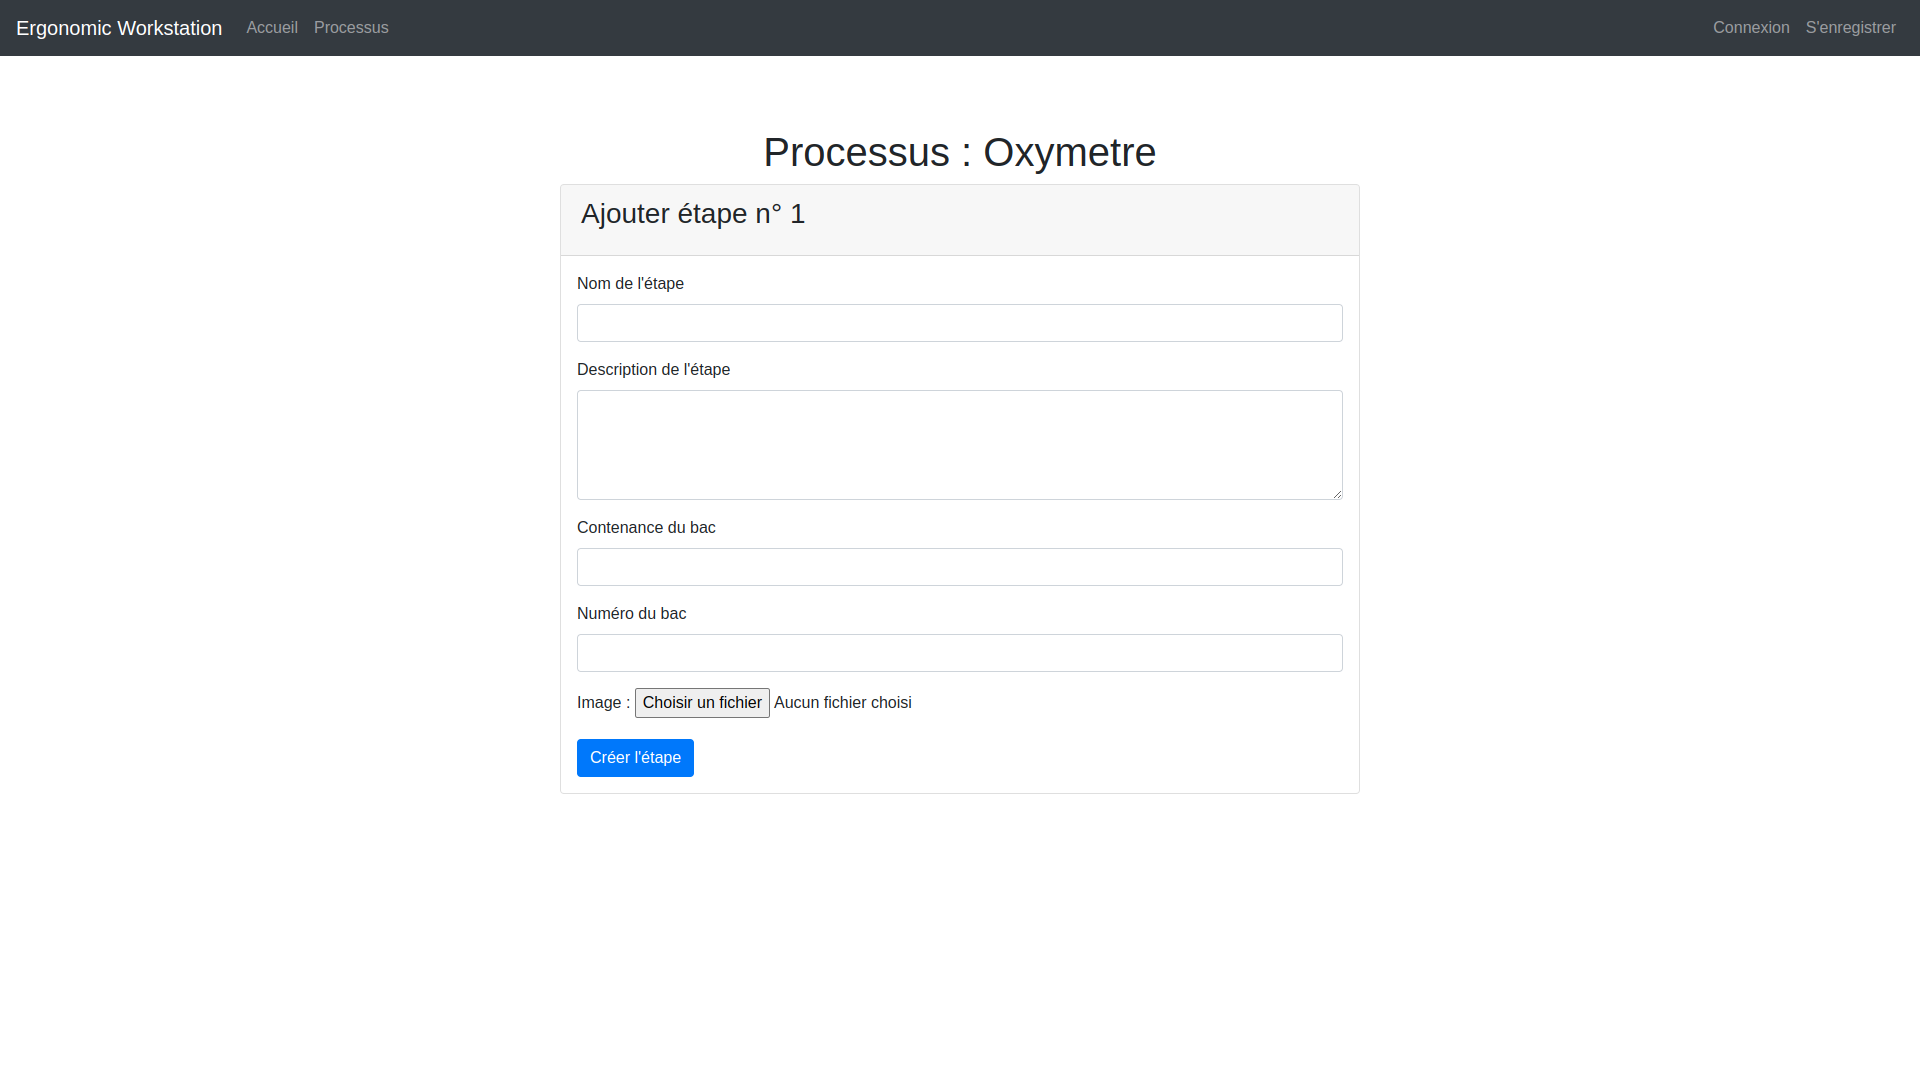 Ergonomic Workstation Accueil Processus Connexion S'enregistrer
Processus : Oxymetre
Ajouter étape n° 1
Nom de l'étape
Description de l'étape
Contenance du bac
Numéro du bac
Image : Choisir un fichier Aucun fichier choisi
Créer l'étape